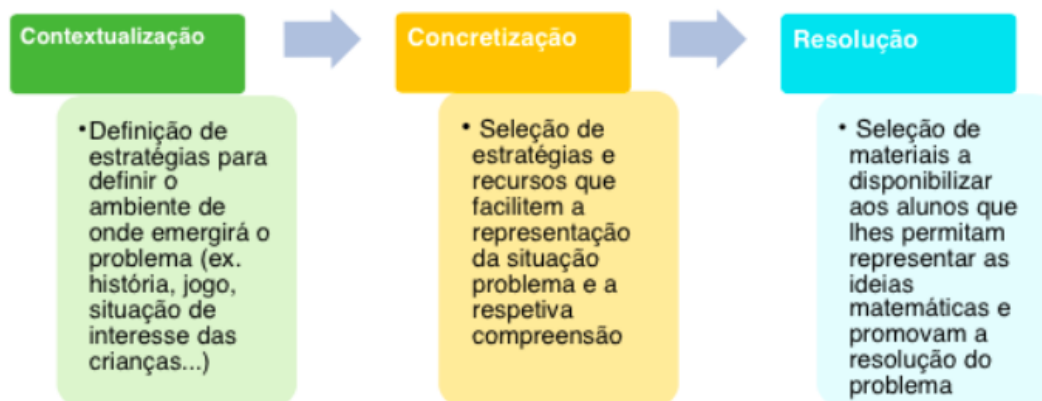 Contextualização
•Definição de
estratégias para
definir o
ambiente de
onde emergirá o
problema (ex.
história, jogo,
situação de
interesse das
crianças...)
Concretização
• Seleção de
estratégias e
recursos que
facilitem a
representação
da situação
problema e a
respetiva
compreensão
Resolução
• Seleção de
materiais a
disponibilizar
aos alunos que
lhes permitam
representar as
ideias
matemáticas e
promovam a
resolução do
problema